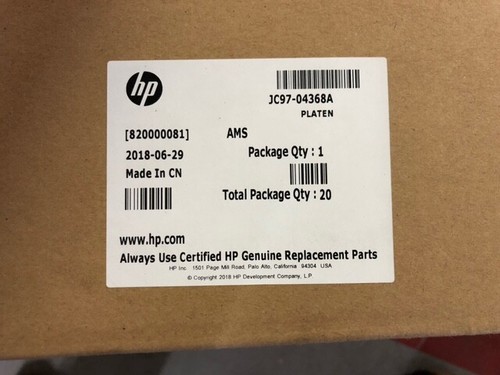 hp
JC97-04368A
PLATEN
[820000081] AMS
2018-06-29 Package Qty : 1
Made In CN
Total Package Qty : 20
www.hp.com
Always Use Certified HP Genuine Replacement Parts
HP Inc. 1501 Page Mill Road, Palo Alto, California 94304 USA
© Copyright 2018 HP Development Company, L.P.